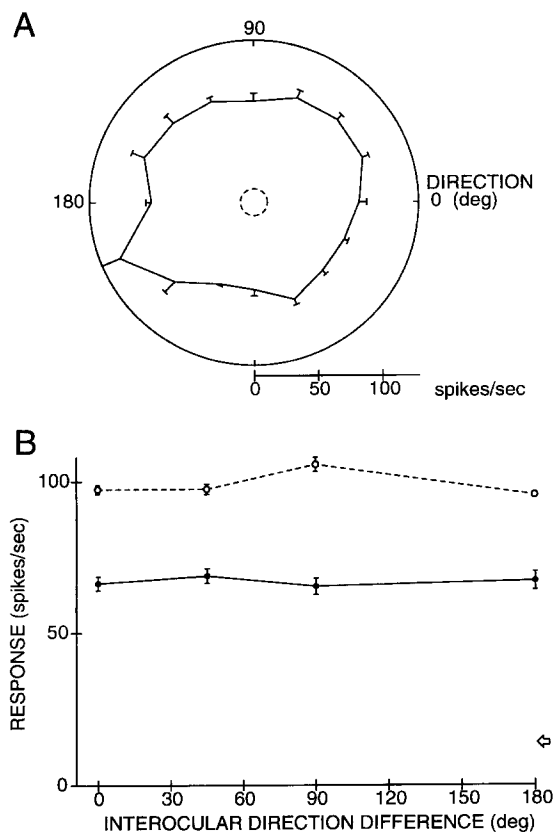 A
90
180
DIRECTION
0 (deg)
0 50 100 spikes/sec
B
100
50
0
RESPONSE (spikes/sec)
0 30 60 90 120 150 180
INTEROCULAR DIRECTION DIFFERENCE (deg)